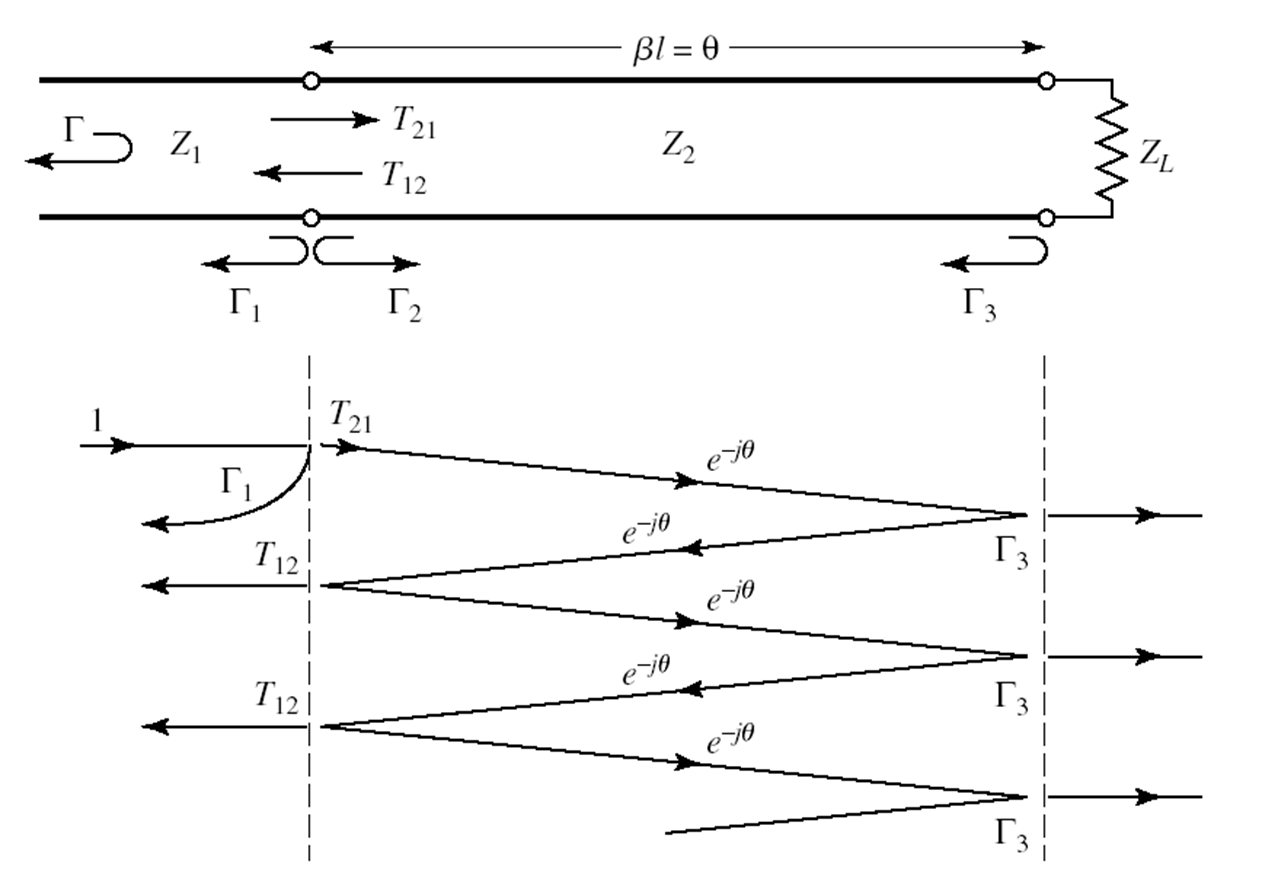 βl = θ
Γ Z₁ T₂₁ Z₂ Z_L
T₁₂
Γ₁ Γ₂ Γ₃
1 T₂₁ e^–jθ
Γ₁ e^–jθ
T₁₂ Γ₃
e^–jθ
e^–jθ
T₁₂ Γ₃
e^–jθ
Γ₃